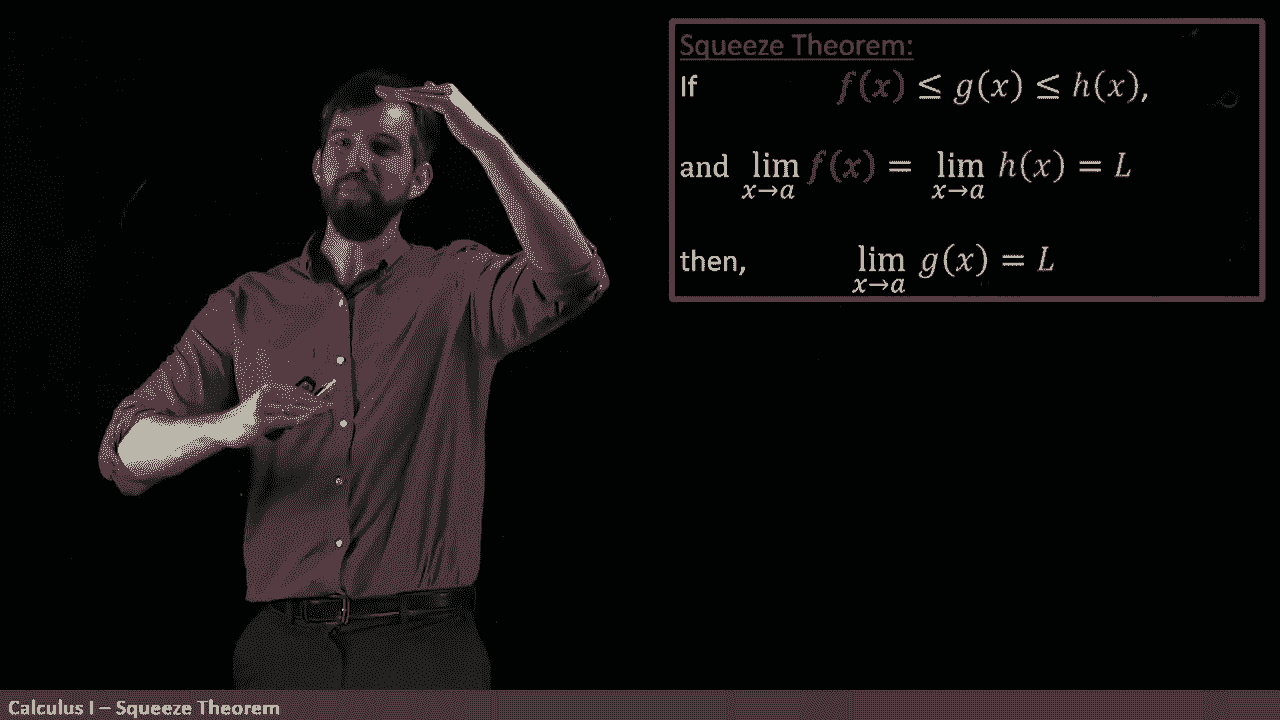 Squeeze Theorem:
If f(x) ≤ g(x) ≤ h(x),
and lim x→a f(x) = lim x→a h(x) = L
then, lim x→a g(x) = L
Calculus I – Squeeze Theorem